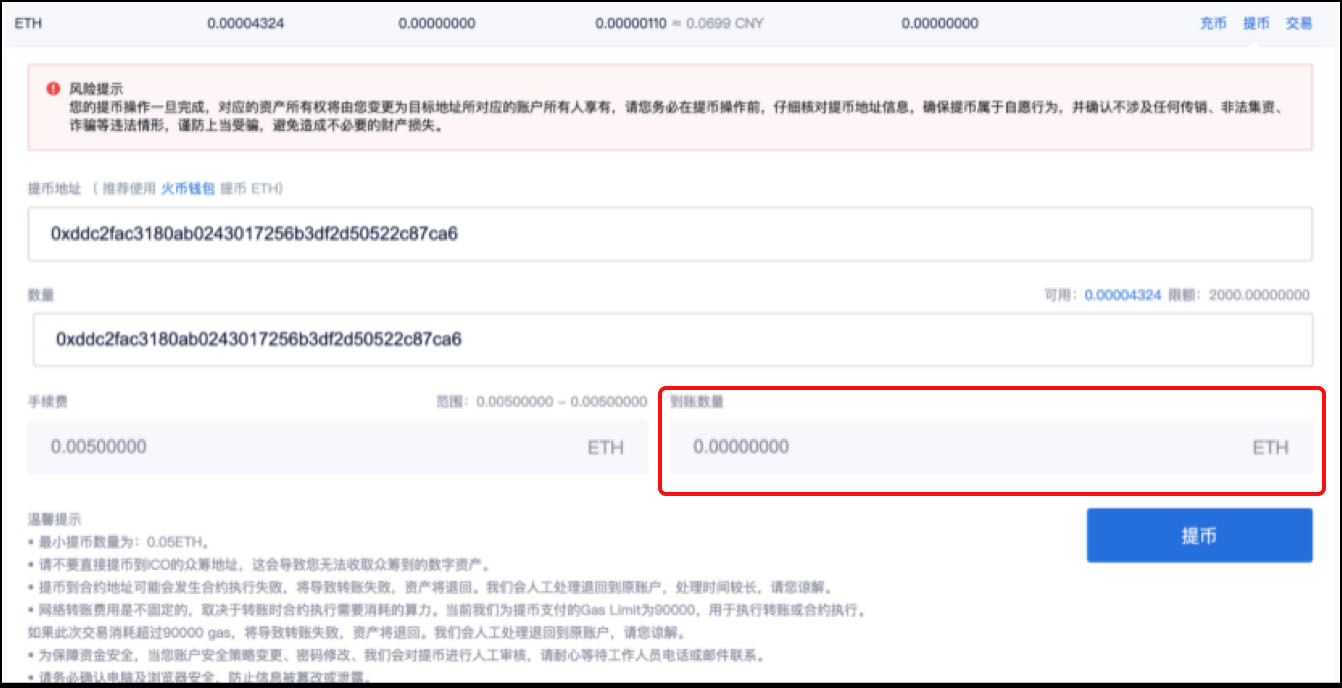 ETH 0.00004324 0.00000000 0.00000110 ≈ 0.0699 CNY 0.00000000 充币 提币 交易
风险提示
您的提币操作一旦完成，对应的资产所有权将由您变更为目标地址所对应的账户所有人享有，请您务必在提币操作前，仔细核对提币地址信息，确保提币属于自愿行为，并确认不涉及任何传销、非法集资、
诈骗等违法情形，谨防上当受骗，避免造成不必要的财产损失。
提币地址 （ 推荐使用 火币钱包 提币 ETH)
0xddc2fac3180ab0243017256b3df2d50522c87ca6
数量 可用：0.00004324 限额：2000.00000000
0xddc2fac3180ab0243017256b3df2d50522c87ca6
手续费 范围：0.00500000 – 0.00500000 到账数量
0.00500000 ETH 0.00000000 ETH
温馨提示
• 最小提币数量为：0.05ETH。
提币
• 请不要直接提币到ICO的众筹地址，这会导致您无法收取众筹到的数字资产。
• 提币到合约地址可能会发生合约执行失败，将导致转账失败，资产将退回。我们会人工处理退回到原账户，处理时间较长，请您谅解。
• 网络转账费用是不固定的，取决于转账时合约执行需要消耗的算力。当前我们为提币支付的Gas Limit为90000，用于执行转账或合约执行。
如果此次交易消耗超过90000 gas，将导致转账失败，资产将退回。我们会人工处理退回到原账户，请您谅解。
• 为保障资金安全，当您账户安全策略变更、密码修改、我们会对提币进行人工审核，请耐心等待工作人员电话或邮件联系。
• 请务必确认电脑及浏览器安全，防止信息被篡改或泄露。